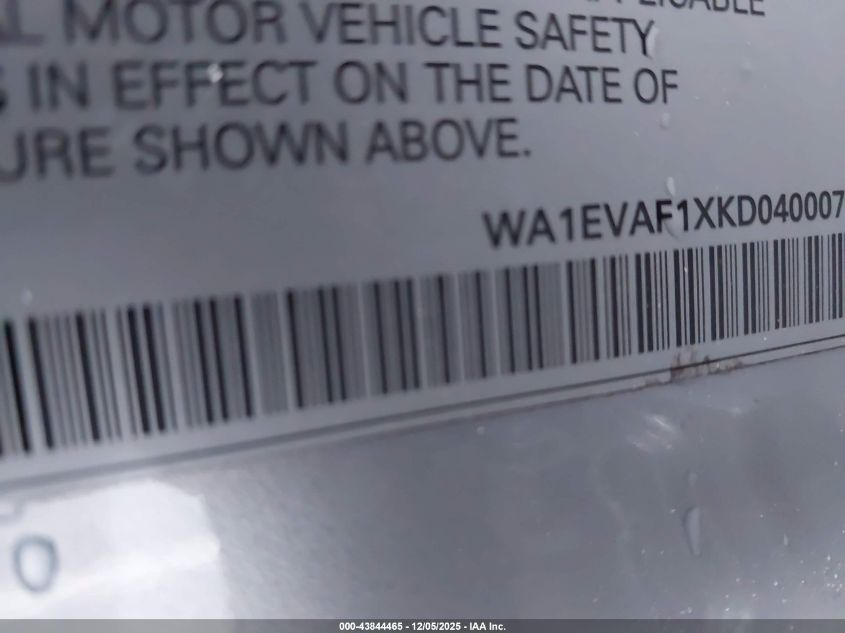 AL MOTOR VEHICLE SAFETY
IN EFFECT ON THE DATE OF
URE SHOWN ABOVE.
WA1EVAF1XKD040007
O
000-43844465 - 12/05/2025 - IAA Inc.